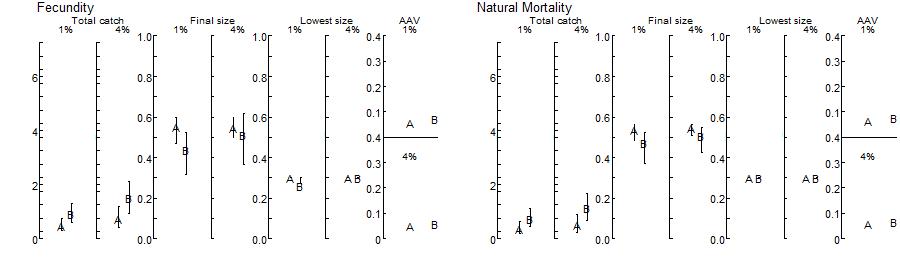 Fecundity
Natural Mortality
Total catch Final size Lowest size AAV
Total catch Final size Lowest size AAV
1% 4% 1% 4% 1% 4% 1%
1% 4% 1% 4% 1% 4% 1%
1.0 1.0 0.4
1.0 1.0 0.4
6 0.8 0.8 0.3
6 0.8 0.8 0.3
0.2
0.2
A B A B 0.6 0.6 0.1 A B
A B A B 0.6 0.6 0.1 A B
4 0.4
4 0.4
0.4 0.4 4%
0.4 0.4 4%
0.3
0.3
2 A B A B A B 0.2 0.2 0.2
2 A B A B A B 0.2 0.2 0.2
A B 0.1
A B 0.1
A B
A B
0 0.0 0.0 0
0 0.0 0.0 0